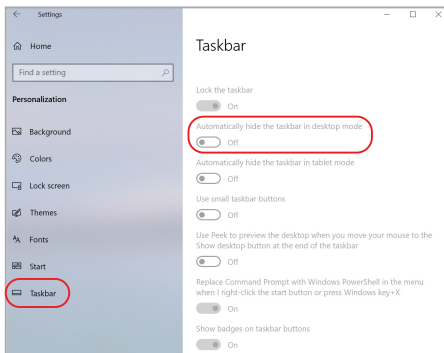 Settings
Home
Find a setting
Personalization
Background
Colors
Lock screen
Themes
Fonts
Start
Taskbar
Taskbar
Lock the taskbar
On
Automatically hide the taskbar in desktop mode
Off
Automatically hide the taskbar in tablet mode
Off
Use small taskbar buttons
Off
Use Peek to preview the desktop when you move your mouse to the
Show desktop button at the end of the taskbar
Off
Replace Command Prompt with Windows PowerShell in the menu
when I right-click the start button or press Windows key+X
On
Show badges on taskbar buttons
On